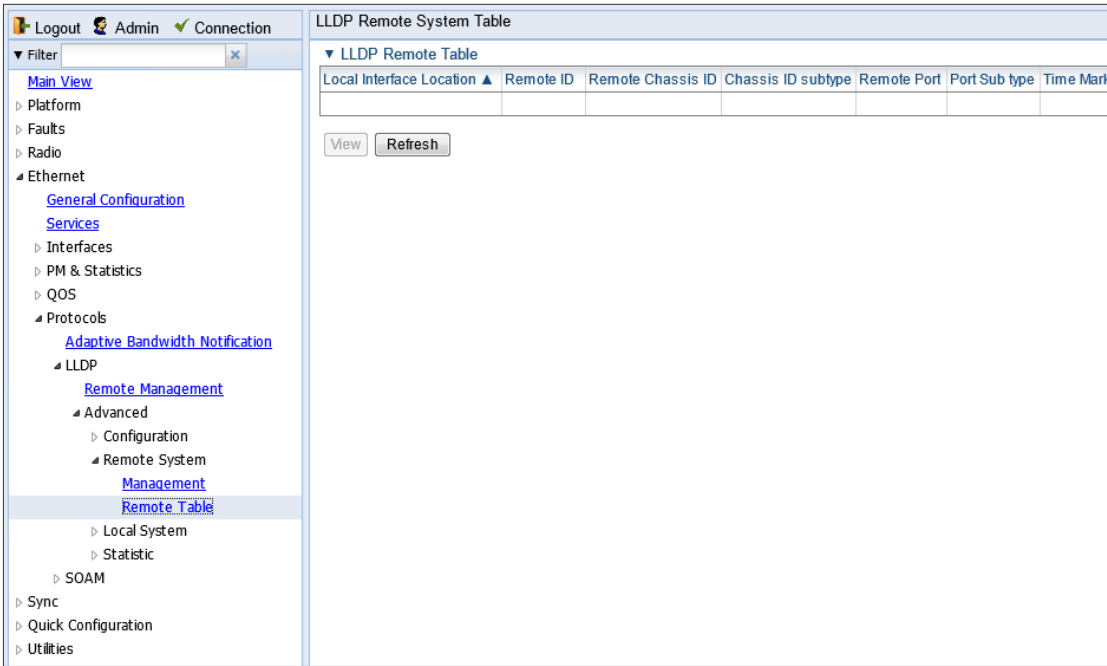 Logout Admin Connection
Filter
Main View
Platform
Faults
Radio
Ethernet
General Configuration
Services
Interfaces
PM & Statistics
QOS
Protocols
Adaptive Bandwidth Notification
LLDP
Remote Management
Advanced
Configuration
Remote System
Management
Remote Table
Local System
Statistic
SOAM
Sync
Quick Configuration
Utilities
LLDP Remote System Table
▼ LLDP Remote Table
Local Interface Location ▲ Remote ID Remote Chassis ID Chassis ID subtype Remote Port Port Sub type Time Mark
View Refresh